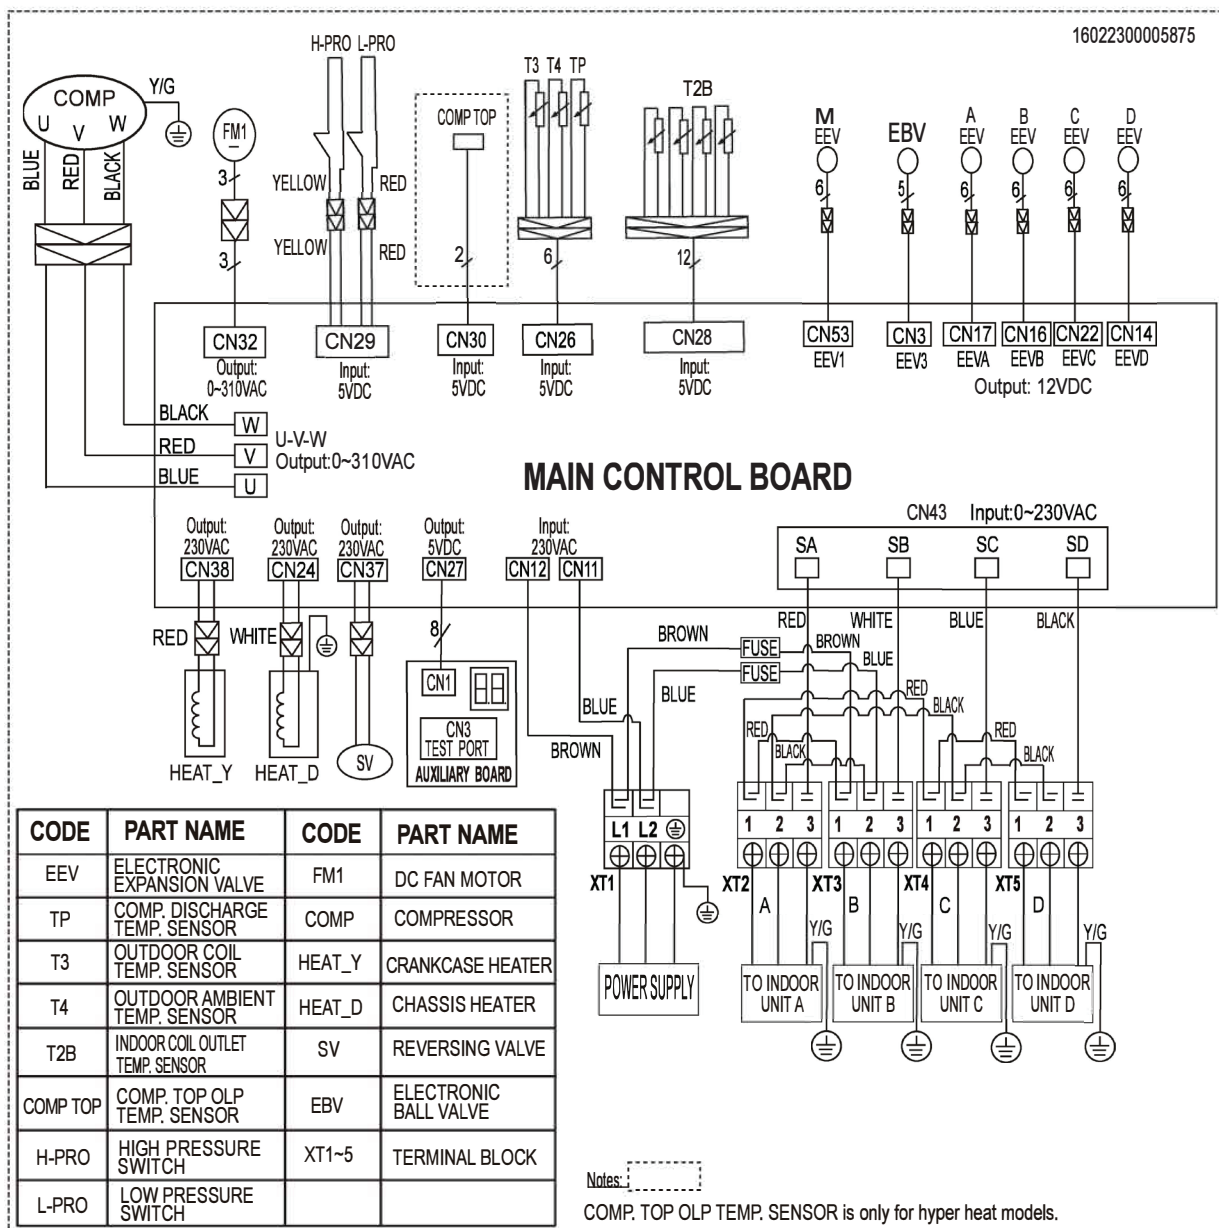 16022300005875
H-PRO L-PRO
COMP
U V W
Y/G
BLUE
RED
BLACK
FM1
3
3
YELLOW
RED
YELLOW
RED
COMP TOP
2
T3 T4 TP
6
T2B
12
M
EEV
6
EBV
5
A
EEV
6
B
EEV
6
C
EEV
6
D
EEV
6
CN32
Output:
0~310VAC
CN29
Input:
5VDC
CN30
Input:
5VDC
CN26
Input:
5VDC
CN28
Input:
5VDC
CN53
EEV1
CN3
EEV3
CN17
EEVA
CN16
EEVB
CN22
EEVC
CN14
EEVD
Output: 12VDC
BLACK
W
RED
V
BLUE
U
U-V-W
Output:0~310VAC
MAIN CONTROL BOARD
CN43 Input:0~230VAC
SA
SB
SC
SD
Output:
230VAC
CN38
Output:
230VAC
CN24
Output:
230VAC
CN37
Output:
5VDC
CN27
Input:
230VAC
CN12
CN11
RED
WHITE
HEAT_Y
HEAT_D
SV
8
CN1
CN3
TEST PORT
AUXILIARY BOARD
BLUE
BROWN
BROWN
BLUE
FUSE
FUSE
BROWN
BLUE
RED
WHITE
BLUE
BLACK
RED
BLACK
RED
BLACK
RED
BLACK
L1 L2
XT1
POWER SUPPLY
1 2 3
XT2
A
Y/G
TO INDOOR
UNIT A
1 2 3
XT3
B
Y/G
TO INDOOR
UNIT B
1 2 3
XT4
C
Y/G
TO INDOOR
UNIT C
1 2 3
XT5
D
Y/G
TO INDOOR
UNIT D
CODE PART NAME CODE PART NAME
EEV ELECTRONIC
EXPANSION VALVE
FM1 DC FAN MOTOR
TP COMP. DISCHARGE
TEMP. SENSOR
COMP COMPRESSOR
T3 OUTDOOR COIL
TEMP. SENSOR
HEAT_Y CRANKCASE HEATER
T4 OUTDOOR AMBIENT
TEMP. SENSOR
HEAT_D CHASSIS HEATER
T2B INDOOR COIL OUTLET
TEMP. SENSOR
SV REVERSING VALVE
COMP TOP COMP. TOP OLP
TEMP. SENSOR
EBV ELECTRONIC
BALL VALVE
H-PRO HIGH PRESSURE
SWITCH
XT1~5 TERMINAL BLOCK
L-PRO LOW PRESSURE
SWITCH
Notes:
COMP. TOP OLP TEMP. SENSOR is only for hyper heat models.